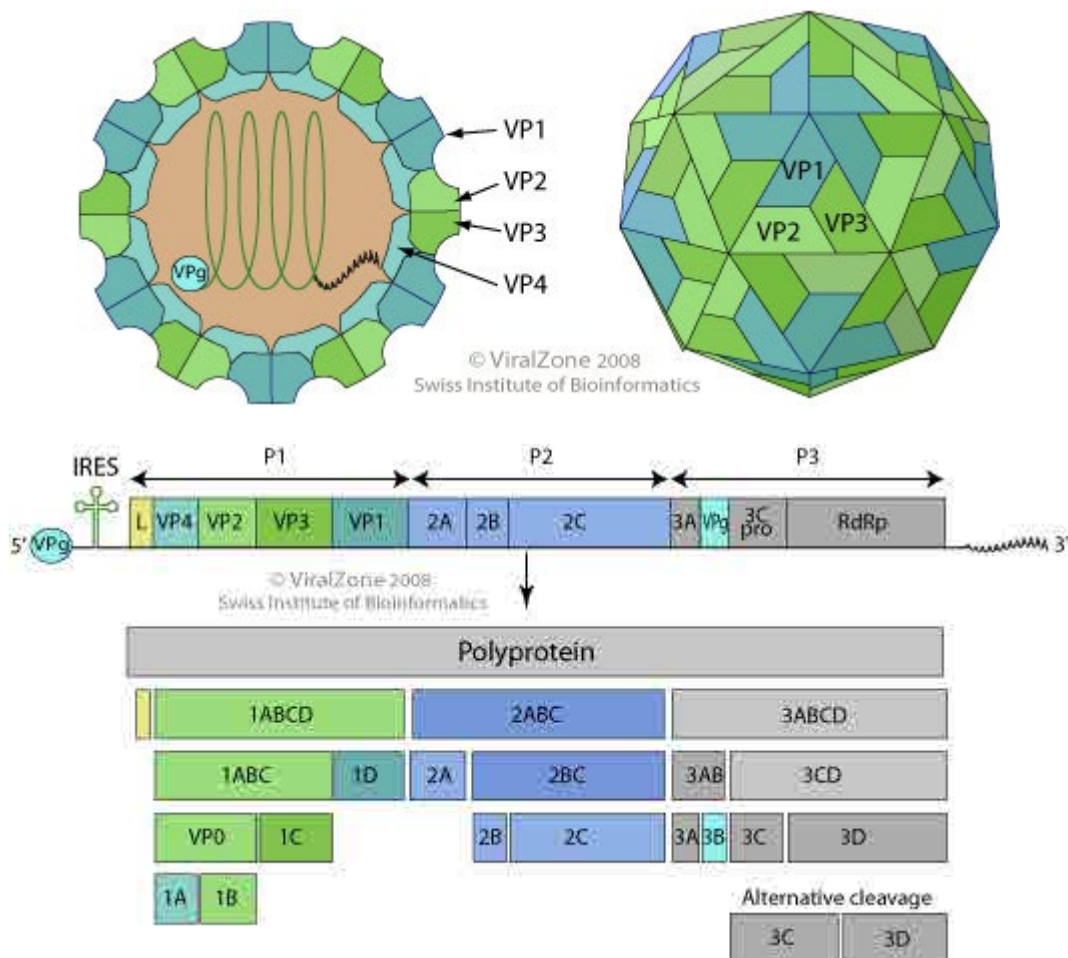 VP1
VP2
VP3
VP4
VPg
VP1
VP2
VP3
© ViralZone 2008
Swiss Institute of Bioinformatics
IRES
P1
P2
P3
L
VP4
VP2
VP3
VP1
2A
2B
2C
3A
VPg
3C
pro
RdRp
5'
VPg
3'
© ViralZone 2008
Swiss Institute of Bioinformatics
Polyprotein
1ABCD
2ABC
3ABCD
1ABC
1D
2A
2BC
3AB
3CD
VP0
1C
2B
2C
3A
3B
3C
3D
1A
1B
Alternative cleavage
3C
3D